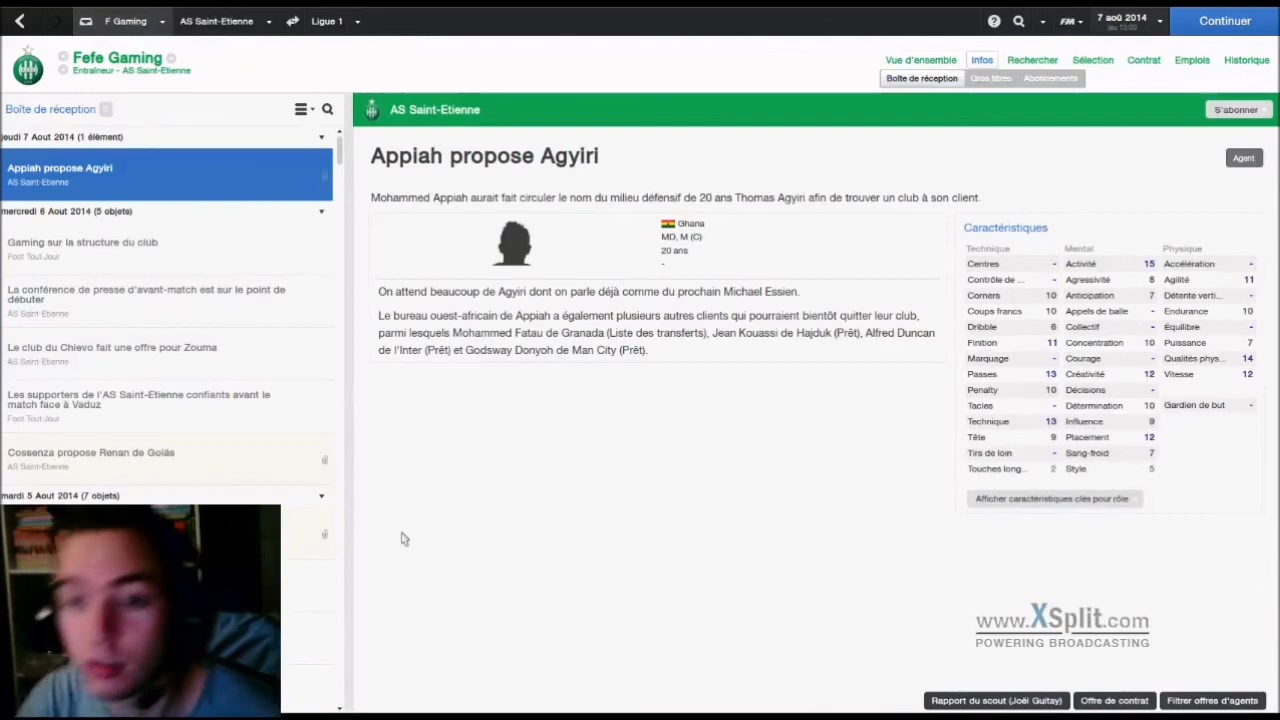 F Gaming
AS Saint-Etienne
Ligue 1
FM
7 aoû 2014
jeu 13:00
Continuer
Fefe Gaming
Entraîneur - AS Saint-Etienne
Vue d'ensemble
Infos
Rechercher
Sélection
Contrat
Emplois
Historique
Boîte de réception
Gros titres
Abonnements
Boîte de réception
AS Saint-Etienne
S'abonner
jeudi 7 Aout 2014 (1 élément)
Appiah propose Agyiri
AS Saint-Etienne
mercredi 6 Aout 2014 (5 objets)
Gaming sur la structure du club
Foot Tout Jour
La conférence de presse d'avant-match est sur le point de
débuter
Le club du Chievo fait une offre pour Zouma
AS Saint-Etienne
Les supporters de l'AS Saint-Etienne confiants avant le
match face à Vaduz
Foot Tout Jour
Cossenza propose Renan de Goiás
AS Saint-Etienne
mardi 5 Aout 2014 (7 objets)
Appiah propose Agyiri
Agent
Mohammed Appiah aurait fait circuler le nom du milieu défensif de 20 ans Thomas Agyiri afin de trouver un club à son client.
Ghana
MD, M (C)
20 ans
-
On attend beaucoup de Agyiri dont on parle déjà comme du prochain Michael Essien.
Le bureau ouest-africain de Appiah a également plusieurs autres clients qui pourraient bientôt quitter leur club,
parmi lesquels Mohammed Fatau de Granada (Liste des transferts), Jean Kouassi de Hajduk (Prêt), Alfred Duncan
de l'Inter (Prêt) et Godsway Donyoh de Man City (Prêt).
Caractéristiques
Technique Mental Physique
Centres - Activité 15 Accélération -
Contrôle de ... - Agressivité 8 Agilité 11
Corners 10 Anticipation 7 Détente verti... -
Coups francs 10 Appels de balle - Endurance 10
Dribble 6 Collectif - Équilibre -
Finition 11 Concentration 10 Puissance 7
Marquage - Courage - Qualités phys... 14
Passes 13 Créativité 12 Vitesse 12
Penalty 10 Décisions -
Tacles - Détermination 10 Gardien de but -
Technique 13 Influence 9
Tête 9 Placement 12
Tirs de loin - Sang-froid 7
Touches long... 2 Style 5
Afficher caractéristiques clés pour rôle
www.XSplit.com
POWERING BROADCASTING
Rapport du scout (Joël Guitay)
Offre de contrat
Filtrer offres d'agents